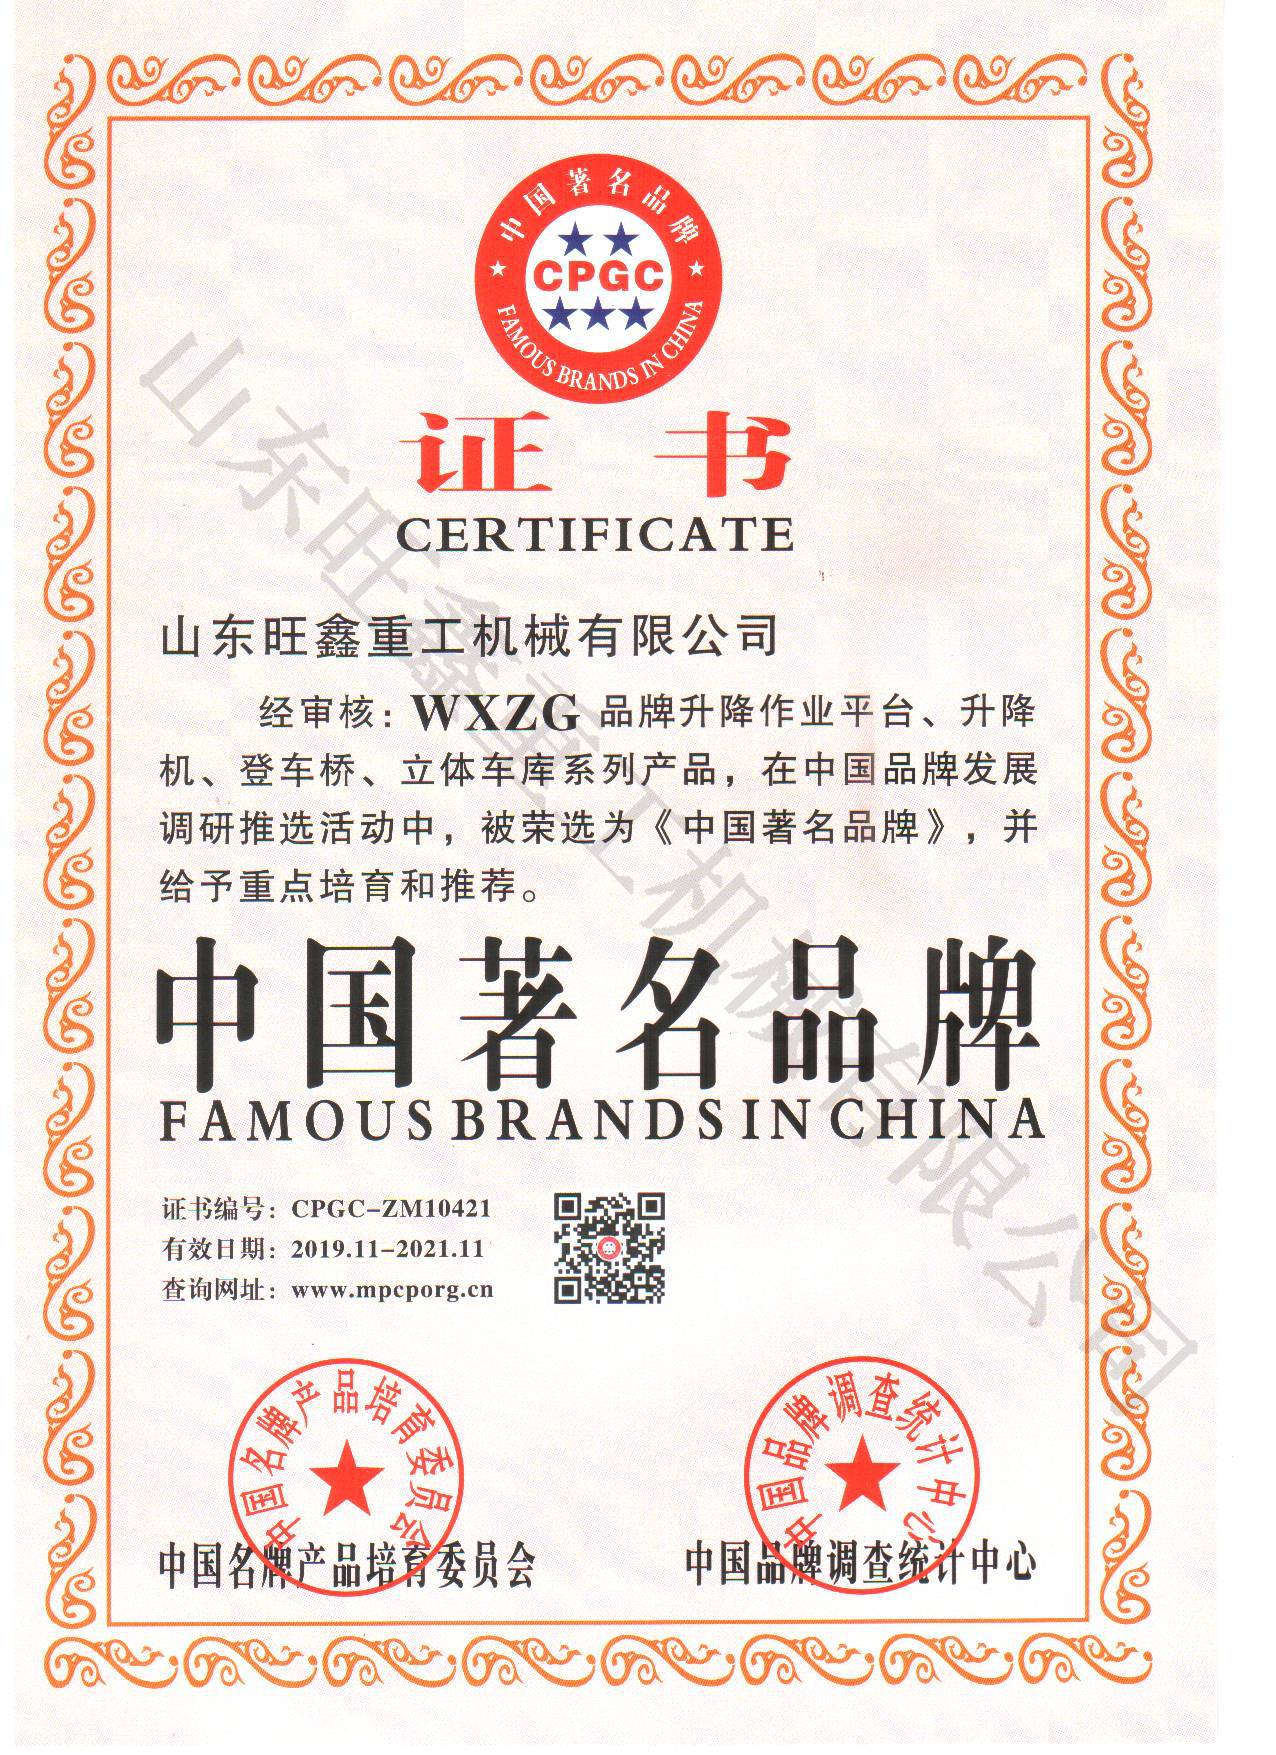 中国著名品牌
CPGC
FAMOUS BRANDS IN CHINA
证书
CERTIFICATE
山东旺鑫重工机械有限公司
经审核：WXZG 品牌升降作业平台、升降
机、登车桥、立体车库系列产品，在中国品牌发展
调研推选活动中，被荣选为《中国著名品牌》，并
给予重点培育和推荐。
中国著名品牌
FAMOUS BRANDS IN CHINA
证书编号：CPGC-ZM10421
有效日期：2019.11-2021.11
查询网址：www.mpcporg.cn
中国名牌产品培育委员会
中国品牌调查统计中心
中国名牌产品培育委员会
中国品牌调查统计中心
山东旺鑫重工机械有限公司